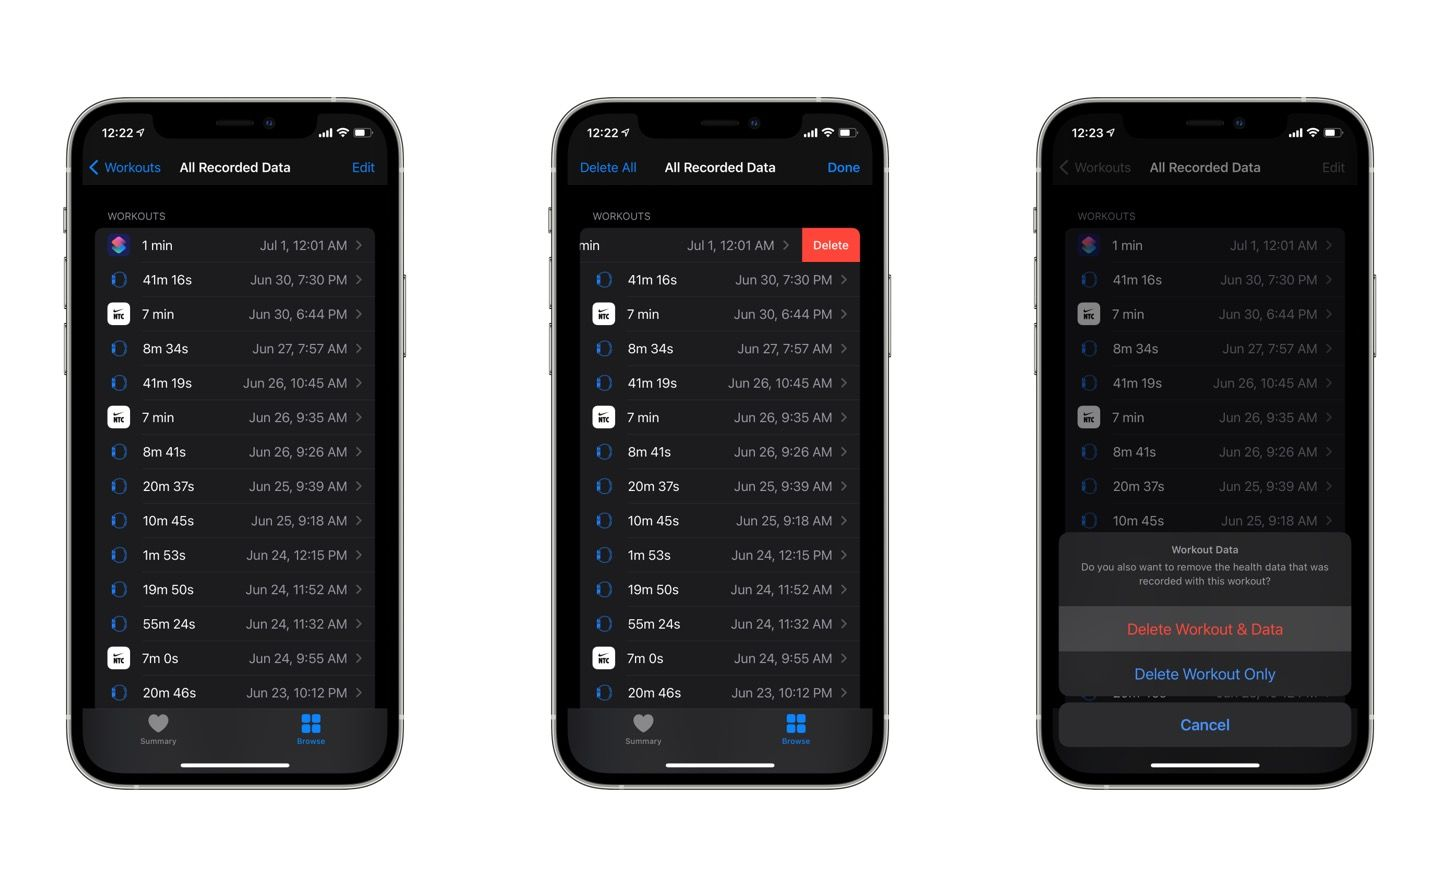 12:22
Workouts All Recorded Data Edit
WORKOUTS
1 min Jul 1, 12:01 AM
41m 16s Jun 30, 7:30 PM
NTC 7 min Jun 30, 6:44 PM
8m 34s Jun 27, 7:57 AM
41m 19s Jun 26, 10:45 AM
NTC 7 min Jun 26, 9:35 AM
8m 41s Jun 26, 9:26 AM
20m 37s Jun 25, 9:39 AM
10m 45s Jun 25, 9:18 AM
1m 53s Jun 24, 12:15 PM
19m 50s Jun 24, 11:52 AM
55m 24s Jun 24, 11:32 AM
NTC 7m 0s Jun 24, 9:55 AM
20m 46s Jun 23, 10:12 PM
Summary Browse
12:22
Delete All All Recorded Data Done
WORKOUTS
min Jul 1, 12:01 AM Delete
41m 16s Jun 30, 7:30 PM
NTC 7 min Jun 30, 6:44 PM
8m 34s Jun 27, 7:57 AM
41m 19s Jun 26, 10:45 AM
NTC 7 min Jun 26, 9:35 AM
8m 41s Jun 26, 9:26 AM
20m 37s Jun 25, 9:39 AM
10m 45s Jun 25, 9:18 AM
1m 53s Jun 24, 12:15 PM
19m 50s Jun 24, 11:52 AM
55m 24s Jun 24, 11:32 AM
NTC 7m 0s Jun 24, 9:55 AM
20m 46s Jun 23, 10:12 PM
Summary Browse
12:23
Workouts All Recorded Data Edit
WORKOUTS
1 min Jul 1, 12:01 AM
41m 16s Jun 30, 7:30 PM
NTC 7 min Jun 30, 6:44 PM
8m 34s Jun 27, 7:57 AM
41m 19s Jun 26, 10:45 AM
NTC 7 min Jun 26, 9:35 AM
8m 41s Jun 26, 9:26 AM
20m 37s Jun 25, 9:39 AM
10m 45s Jun 25, 9:18 AM
Workout Data
Do you also want to remove the health data that was
recorded with this workout?
Delete Workout & Data
Delete Workout Only
Cancel